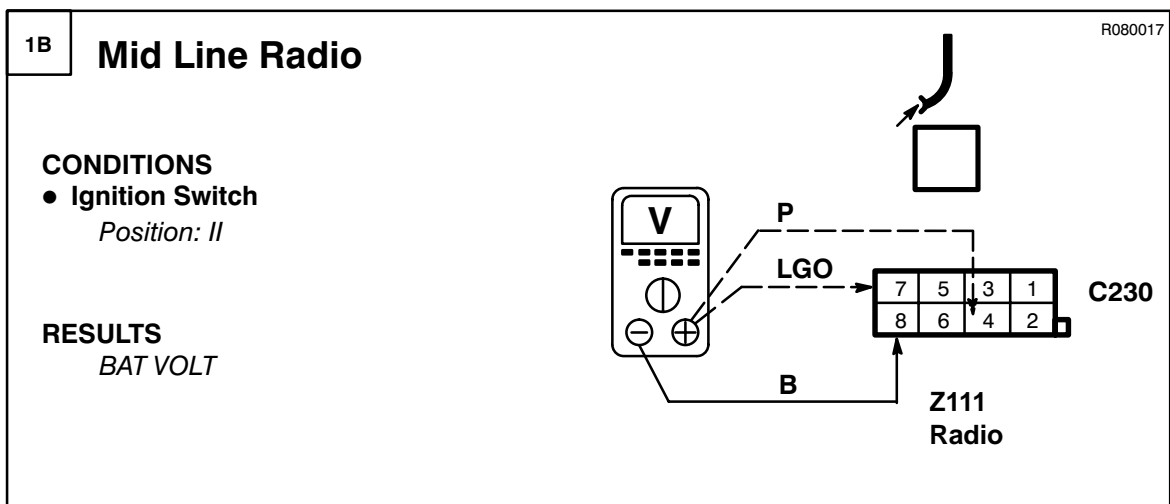 1B
Mid Line Radio
R080017
CONDITIONS
● Ignition Switch
Position: II
RESULTS
BAT VOLT
V
P
LGO
− +
B
7 5 3 1
8 6 4 2
C230
Z111
Radio